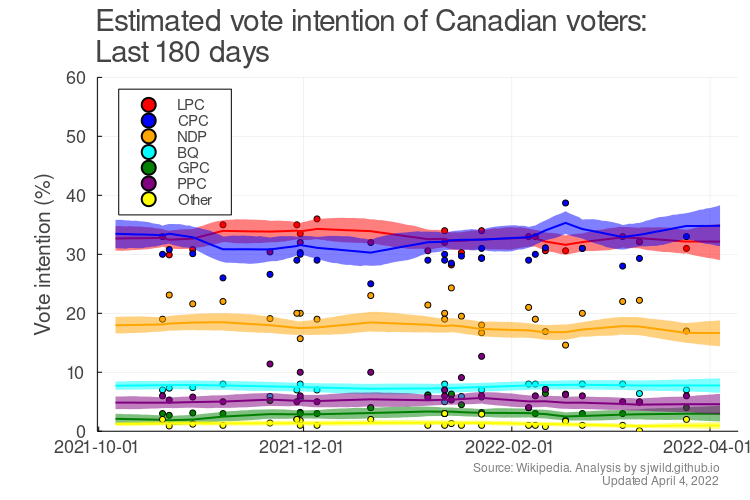 Estimated vote intention of Canadian voters:
Last 180 days
Vote intention (%)
60
50
40
30
20
10
0
LPC
CPC
NDP
BQ
GPC
PPC
Other
2021-10-01
2021-12-01
2022-02-01
2022-04-01
Source: Wikipedia. Analysis by sjwild.github.io
Updated April 4, 2022